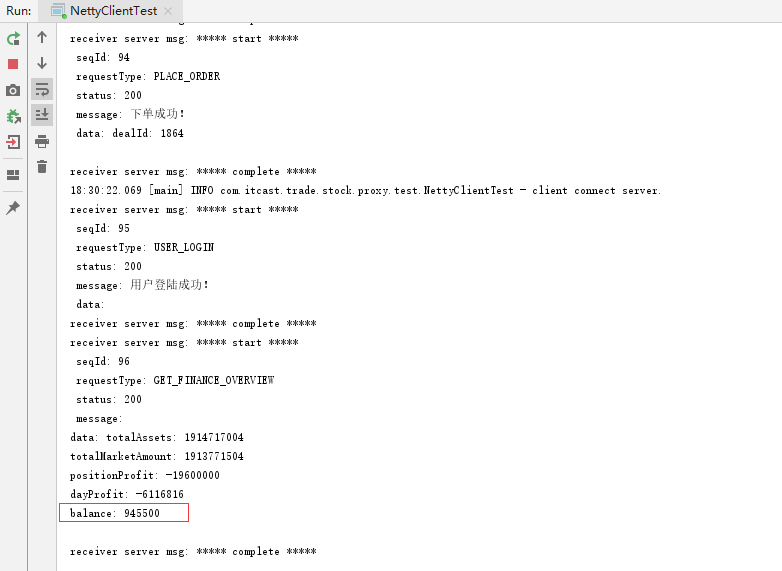 Run: NettyClientTest
receiver server msg: ***** start *****
seqId: 94
requestType: PLACE_ORDER
status: 200
message: 下单成功!
data: dealId: 1864
receiver server msg: ***** complete *****
18:30:22.069 [main] INFO com.itcast.trade.stock.proxy.test.NettyClientTest - client connect server.
receiver server msg: ***** start *****
seqId: 95
requestType: USER_LOGIN
status: 200
message: 用户登陆成功!
data:
receiver server msg: ***** complete *****
receiver server msg: ***** start *****
seqId: 96
requestType: GET_FINANCE_OVERVIEW
status: 200
message:
data: totalAssets: 1914717004
totalMarketAmount: 1913771504
positionProfit: -19600000
dayProfit: -6116816
balance: 945500
receiver server msg: ***** complete *****